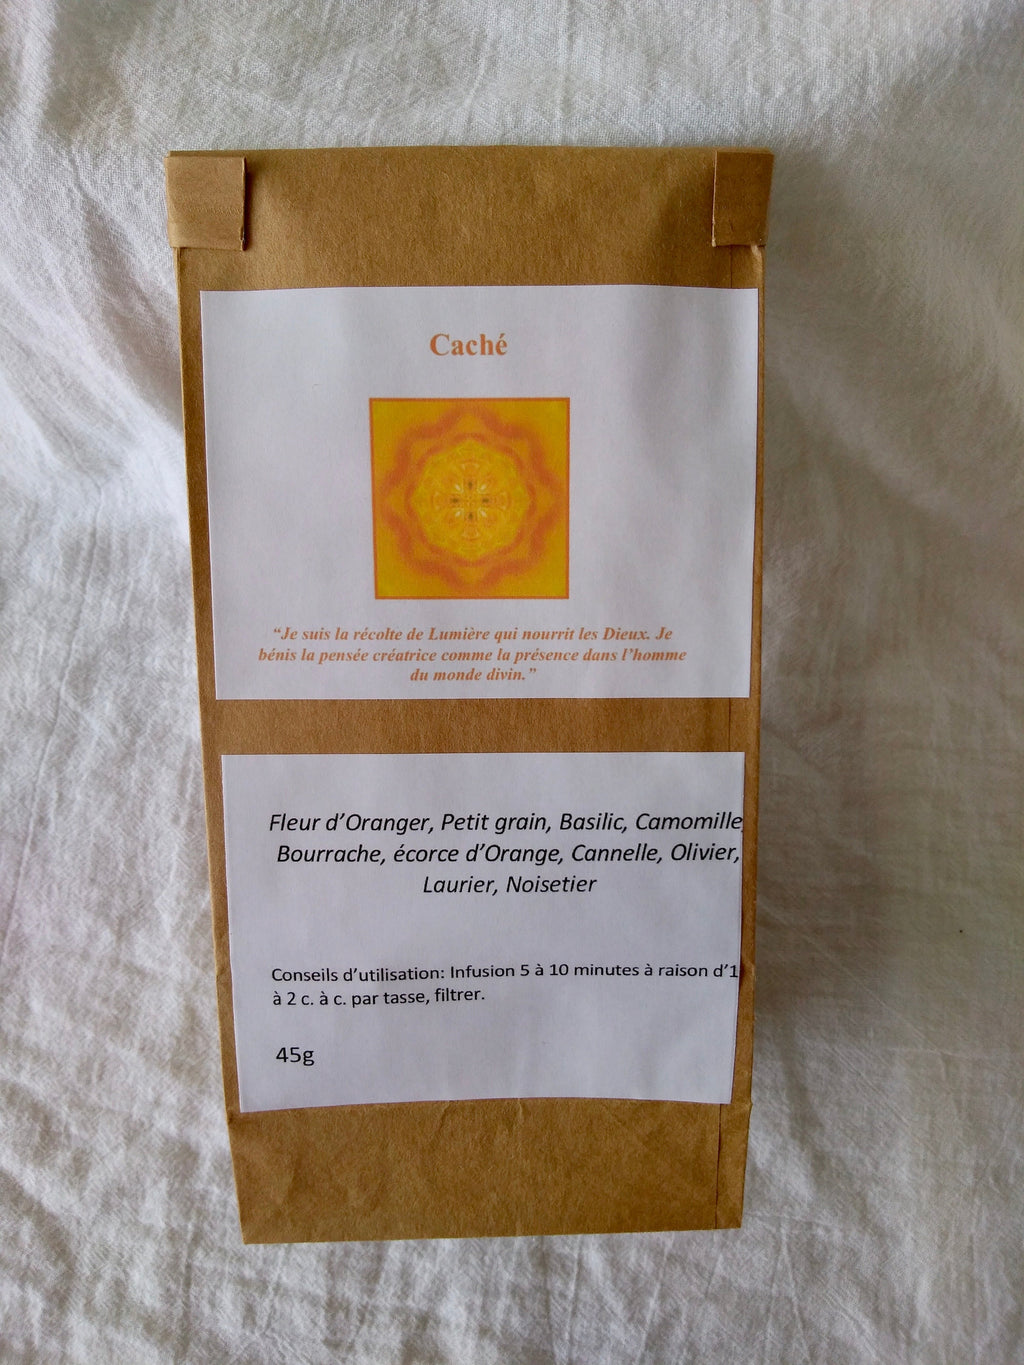 Caché
“Je suis la récolte de Lumière qui nourrit les Dieux. Je
bénis la pensée créatrice comme la présence dans l’homme
du monde divin.”
Fleur d’Oranger, Petit grain, Basilic, Camomille,
Bourrache, écorce d’Orange, Cannelle, Olivier,
Laurier, Noisetier
Conseils d’utilisation: Infusion 5 à 10 minutes à raison d’1
à 2 c. à c. par tasse, filtrer.
45g